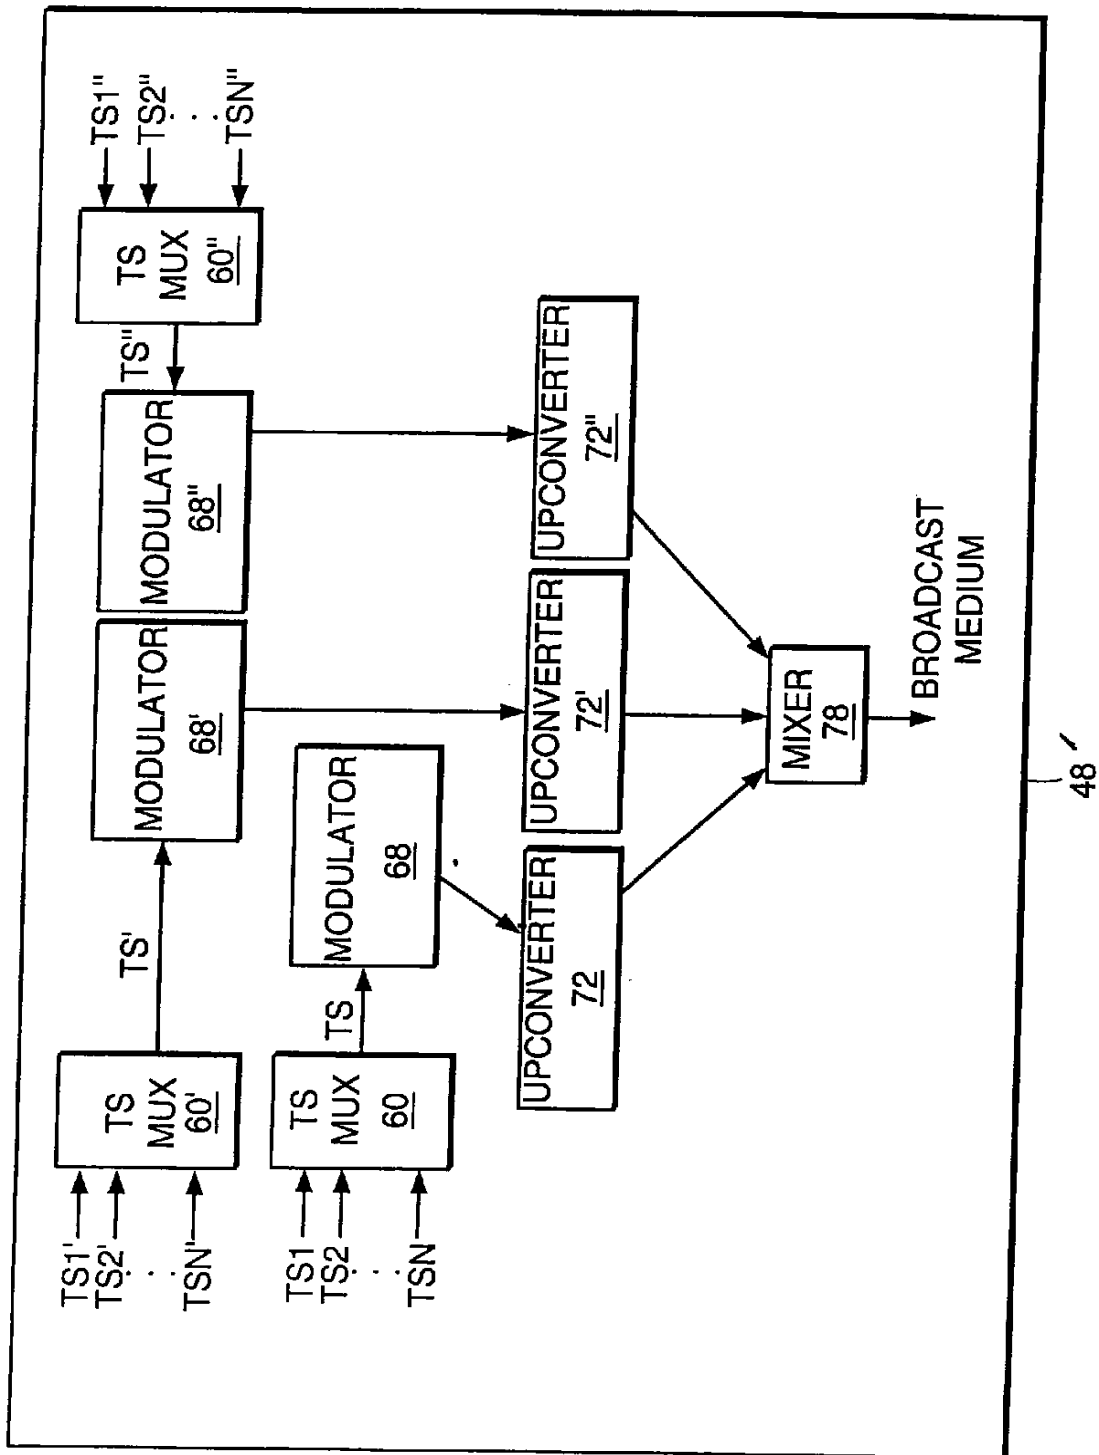 TS1'
TS2'
. . .
TSN'
TS
MUX
60'
TS'
MODULATOR
68'
MODULATOR
68"
TS"
TS
MUX
60"
TS1"
TS2"
. . .
TSN"
TS1
TS2
. . .
TSN
TS
MUX
60
TS
MODULATOR
68
UPCONVERTER
72
UPCONVERTER
72'
UPCONVERTER
72"
MIXER
78
BROADCAST
MEDIUM
48'